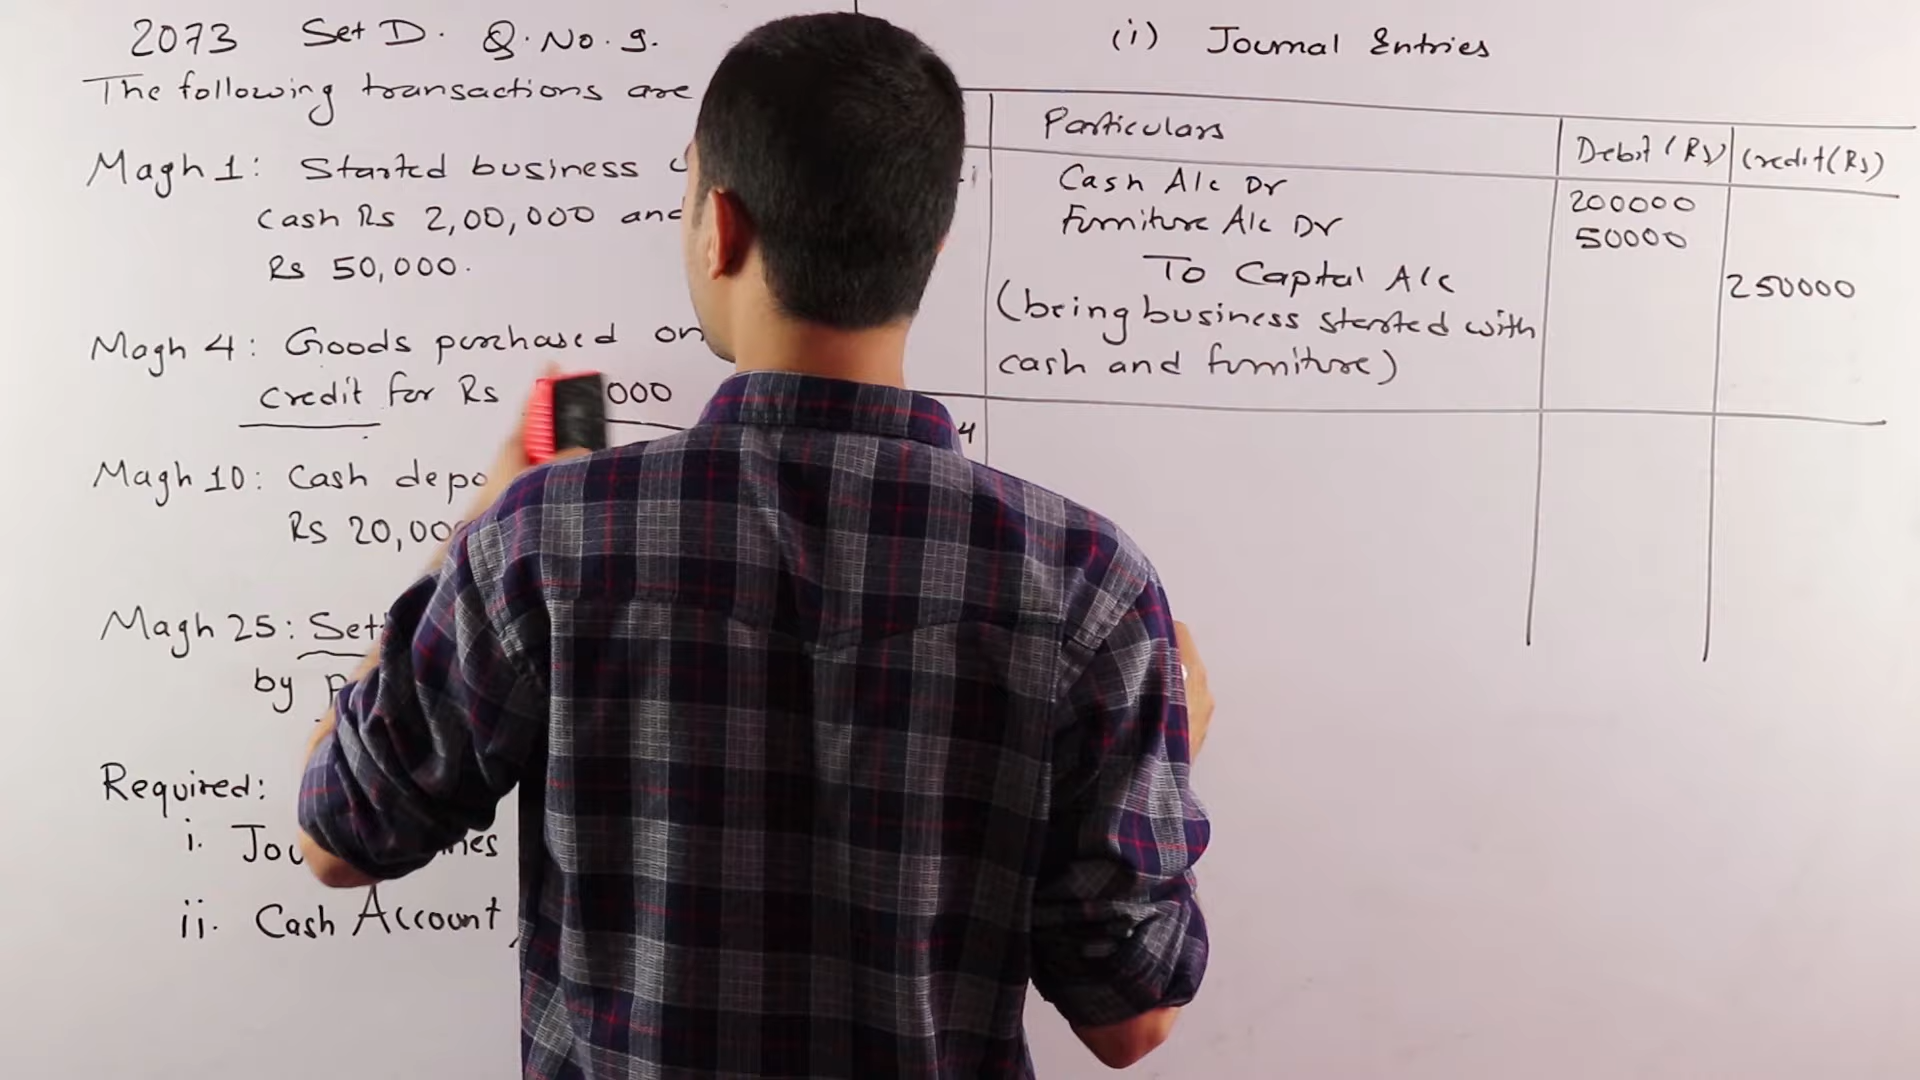 2073 Set D. Q. No. 9.
The following transactions are
Magh 1: Started business
Cash Rs 2,00,000 and
Rs 50,000.
Magh 4: Goods purchased on
credit for Rs 000
Magh 10: Cash depo
Rs 20,00
Magh 25: Set
by
Required:
i. Jou nes
ii. Cash Account
(i) Journal Entries
Particulars Debit (Rs) Credit (Rs)
Cash A/c Dr 200000
Furniture A/c Dr 50000
To Capital A/c 250000
(being business started with
cash and furniture)
4